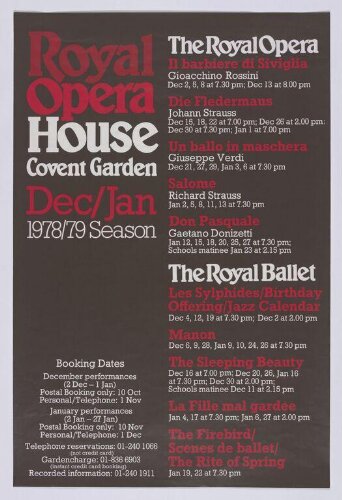 Royal
Opera
House
Covent Garden
Dec/Jan
1978/79 Season
The Royal Opera
Il barbiere di Siviglia
Gioacchino Rossini
Dec 2, 5, 8 at 7.30 pm; Dec 13 at 8.00 pm
Die Fledermaus
Johann Strauss
Dec 15, 18, 22 at 7.00 pm; Dec 26 at 2.00 pm;
Dec 30 at 7.30 pm; Jan 1 at 7.00 pm
Un ballo in maschera
Giuseppe Verdi
Dec 21, 27, 29, Jan 3, 6 at 7.30 pm
Salome
Richard Strauss
Jan 2, 5, 8, 11, 13 at 7.30 pm
Don Pasquale
Gaetano Donizetti
Jan 12, 15, 18, 20, 25, 27 at 7.30 pm;
Schools matinee Jan 23 at 2.15 pm
The Royal Ballet
Les Sylphides/Birthday
Offering/Jazz Calendar
Dec 4, 12, 19 at 7.30 pm; Dec 2 at 2.00 pm
Manon
Dec 6, 9, 28, Jan 9, 10, 24, 26 at 7.30 pm
The Sleeping Beauty
Dec 16 at 7.00 pm; Dec 20, 26, Jan 16
at 7.30 pm; Dec 30 at 2.00 pm;
Schools matinee Dec 11 at 2.15 pm
La Fille mal gardée
Jan 4, 17 at 7.30 pm; Jan 6, 27 at 2.00 pm
The Firebird/
Scènes de ballet/
The Rite of Spring
Jan 19, 22 at 7.30 pm
Booking Dates
December performances
(2 Dec – 1 Jan)
Postal Booking only: 10 Oct
Personal/Telephone: 1 Nov
January performances
(2 Jan – 27 Jan)
Postal Booking only: 10 Nov
Personal/Telephone: 1 Dec
Telephone reservations: 01-240 1066
(not credit card)
Gardencharge: 01-836 6903
(instant credit card booking)
Recorded information: 01-240 1911